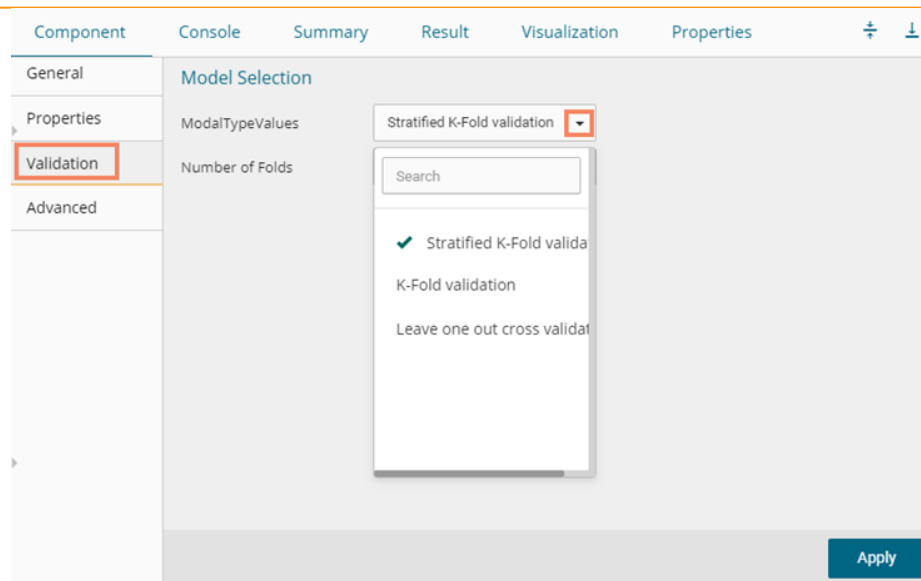 Component Console Summary Result Visualization Properties
General
Properties
Validation
Advanced
Model Selection
ModalTypeValues Stratified K-Fold validation
Number of Folds
Search
Stratified K-Fold valida
K-Fold validation
Leave one out cross validat
Apply